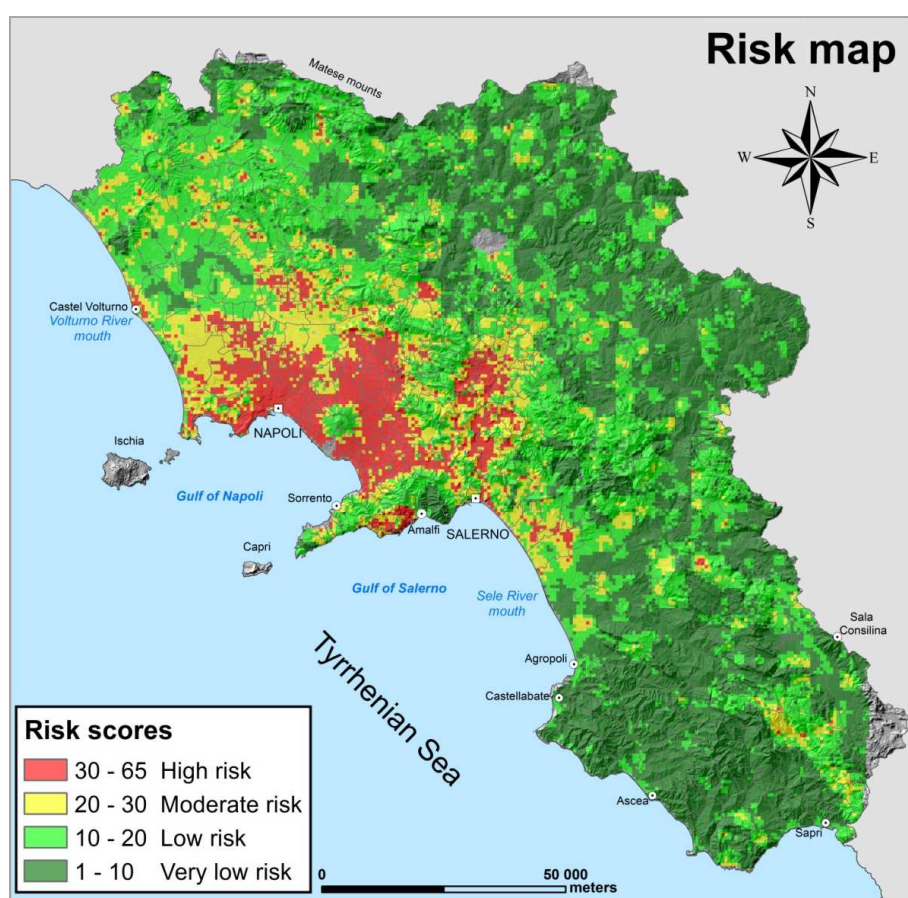 Risk map
Matese mounts
N
W
E
S
Castel Volturno
Volturno River
mouth
NAPOLI
Ischia
Gulf of Napoli
Sorrento
Amalfi
SALERNO
Capri
Gulf of Salerno
Sele River
mouth
Sala
Consilina
Tyrrhenian Sea
Agropoli
Castellabate
Ascea
Sapri
Risk scores
30 - 65 High risk
20 - 30 Moderate risk
10 - 20 Low risk
1 - 10 Very low risk
0
50 000
meters